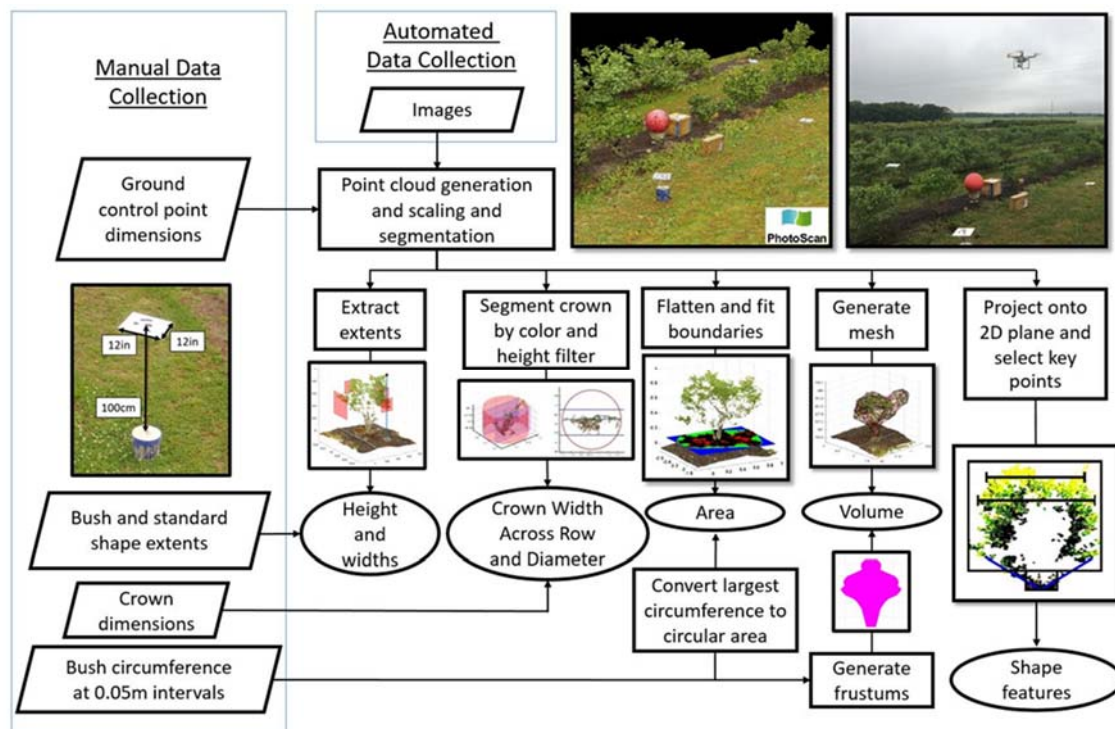 Manual Data
Collection
Automated
Data Collection
Images
Ground
control point
dimensions
Point cloud generation
and scaling and
segmentation
PhotoScan
12in
12in
100cm
Extract
extents
Segment crown
by color and
height filter
Flatten and fit
boundaries
Generate
mesh
Project onto
2D plane and
select key
points
Bush and standard
shape extents
Height
and
widths
Crown Width
Across Row
and Diameter
Area
Volume
Crown
dimensions
Convert largest
circumference to
circular area
Bush circumference
at 0.05m intervals
Generate
frustums
Shape
features